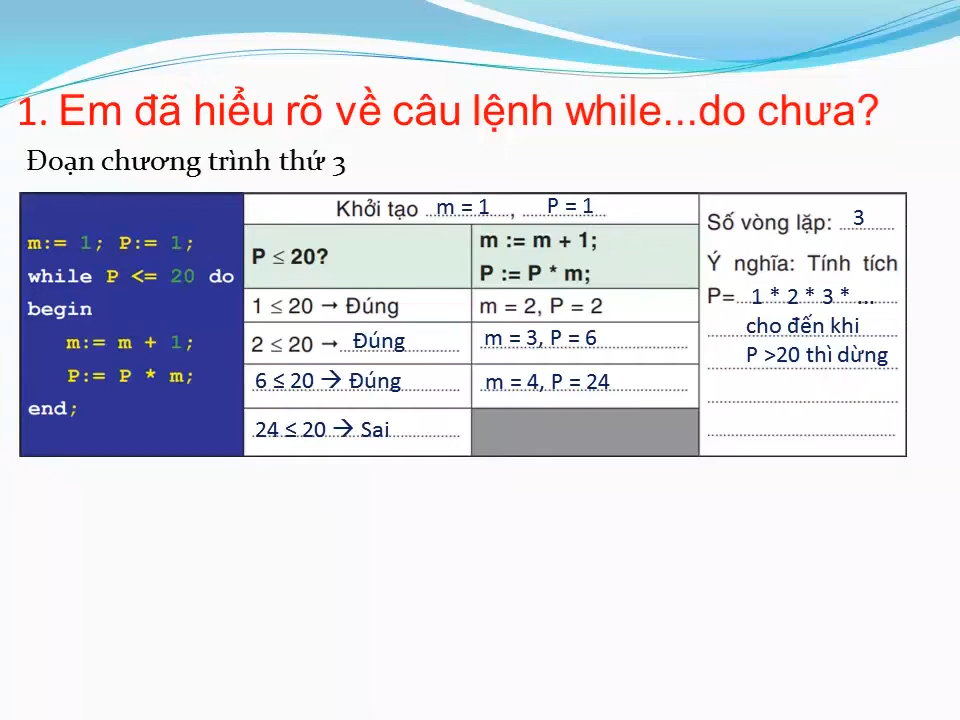 1. Em đã hiểu rõ về câu lệnh while...do chưa?
Đoạn chương trình thứ 3
m:= 1; P:= 1;
while P <= 20 do
begin
m:= m + 1;
P:= P * m;
end;
Khởi tạo m = 1, P = 1
P ≤ 20?
m := m + 1;
P := P * m;
1 ≤ 20 → Đúng
m = 2, P = 2
2 ≤ 20 → Đúng
m = 3, P = 6
6 ≤ 20 → Đúng
m = 4, P = 24
24 ≤ 20 → Sai
Số vòng lặp: 3
Ý nghĩa: Tính tích
P= 1 * 2 * 3 * ...
cho đến khi
P >20 thì dừng